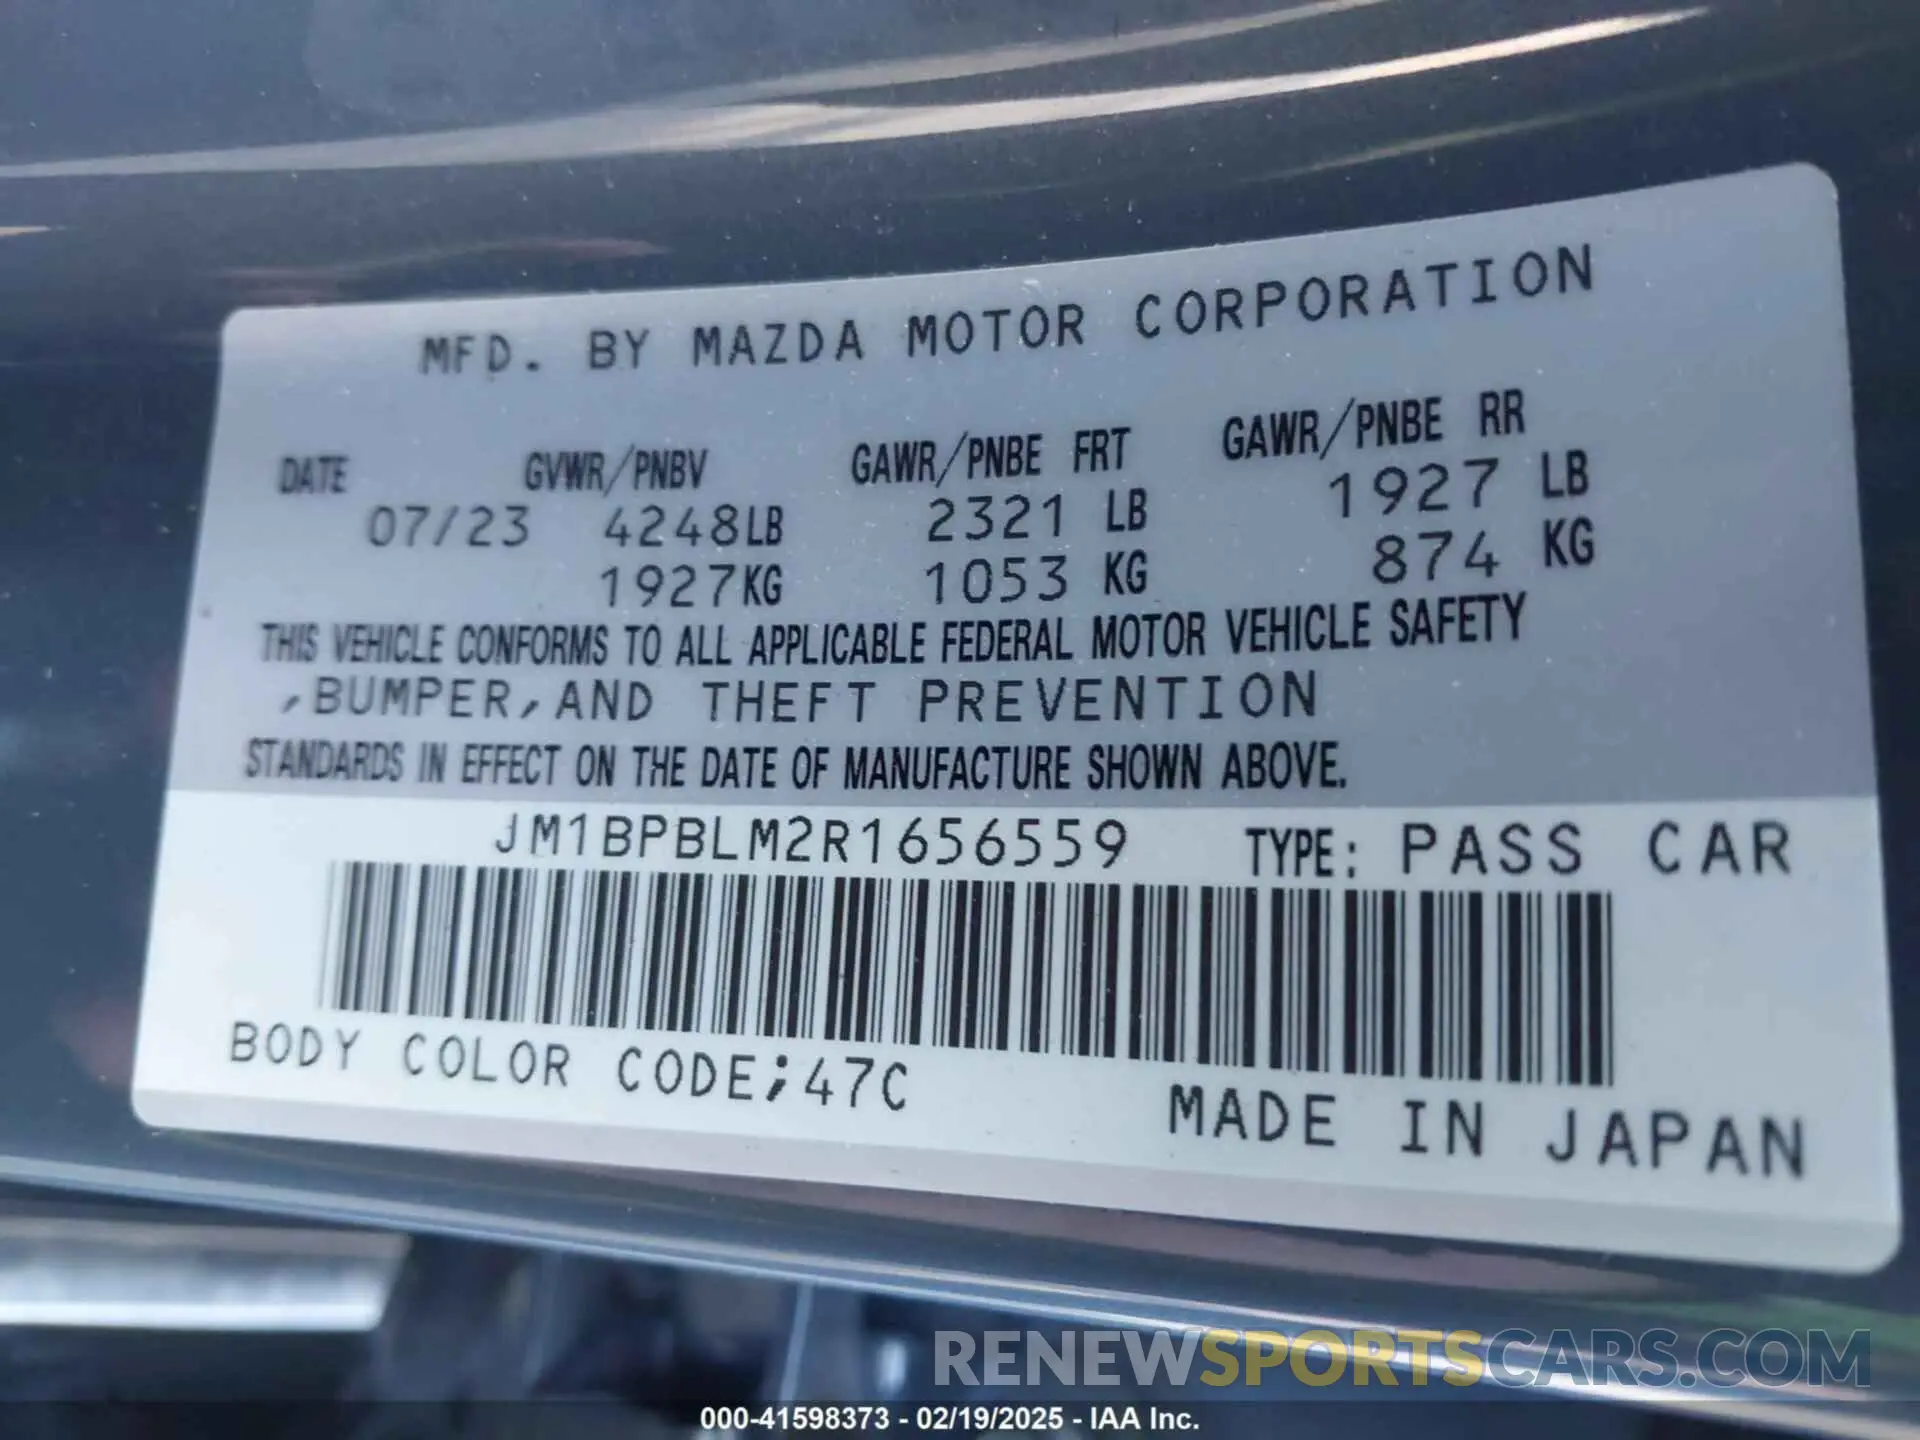 MFD. BY MAZDA MOTOR CORPORATION
DATE GVWR/PNBV GAWR/PNBE FRT GAWR/PNBE RR
07/23 4248LB 2321 LB 1927 LB
1927KG 1053 KG 874 KG
THIS VEHICLE CONFORMS TO ALL APPLICABLE FEDERAL MOTOR VEHICLE SAFETY
,BUMPER,AND THEFT PREVENTION
STANDARDS IN EFFECT ON THE DATE OF MANUFACTURE SHOWN ABOVE.
JM1BPBLM2R1656559 TYPE: PASS CAR
BODY COLOR CODE;47C
MADE IN JAPAN
RENEWSPORTSCARS.COM
000-41598373 - 02/19/2025 - IAA Inc.